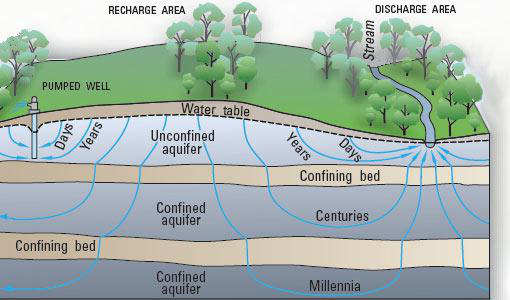 RECHARGE AREA
DISCHARGE AREA
Stream
PUMPED WELL
Water table
Days
Years
Unconfined
aquifer
Years
Days
Confining bed
Confined
aquifer
Centuries
Confining bed
Confined
aquifer
Millennia